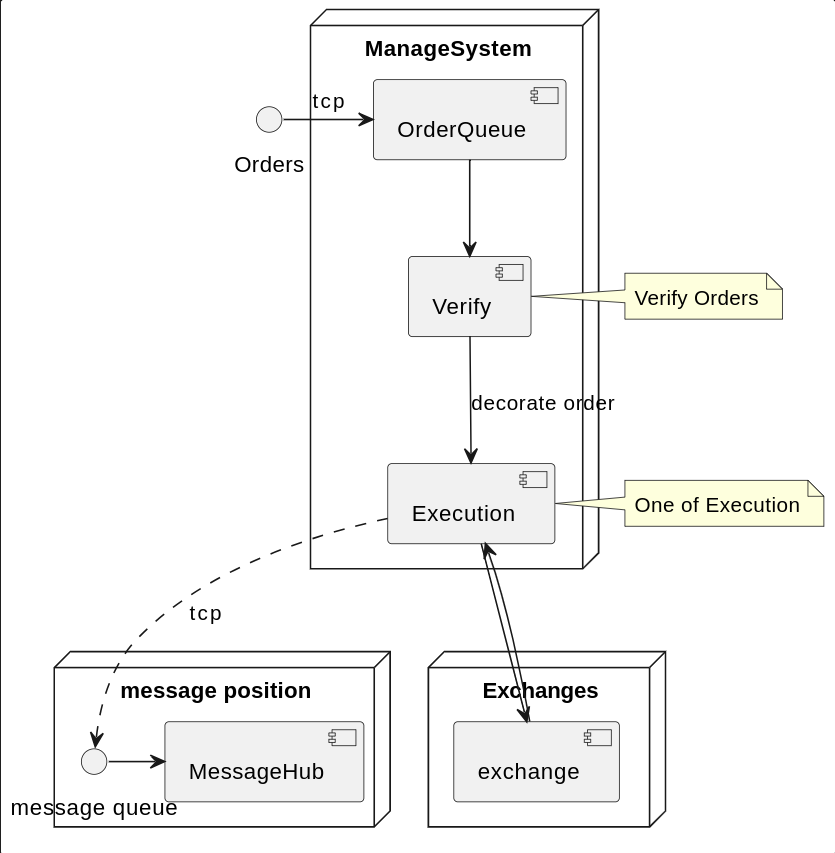 ManageSystem
tcp
OrderQueue
Orders
Verify
Verify Orders
decorate order
Execution
One of Execution
tcp
message position
Exchanges
MessageHub
exchange
message queue